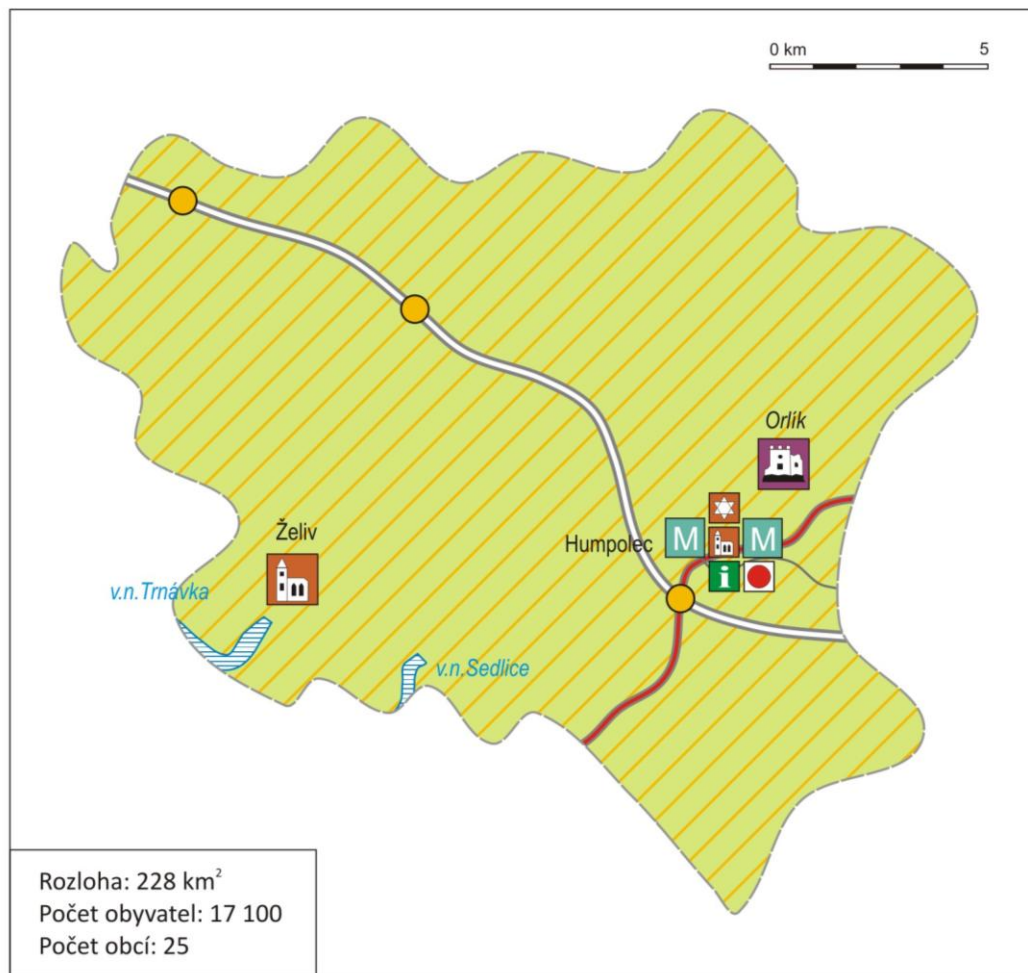 0 km 5
Orlík
Humpolec
M M
i
Želiv
v.n.Trnávka
v.n.Sedlice
Rozloha: 228 km²
Počet obyvatel: 17 100
Počet obcí: 25